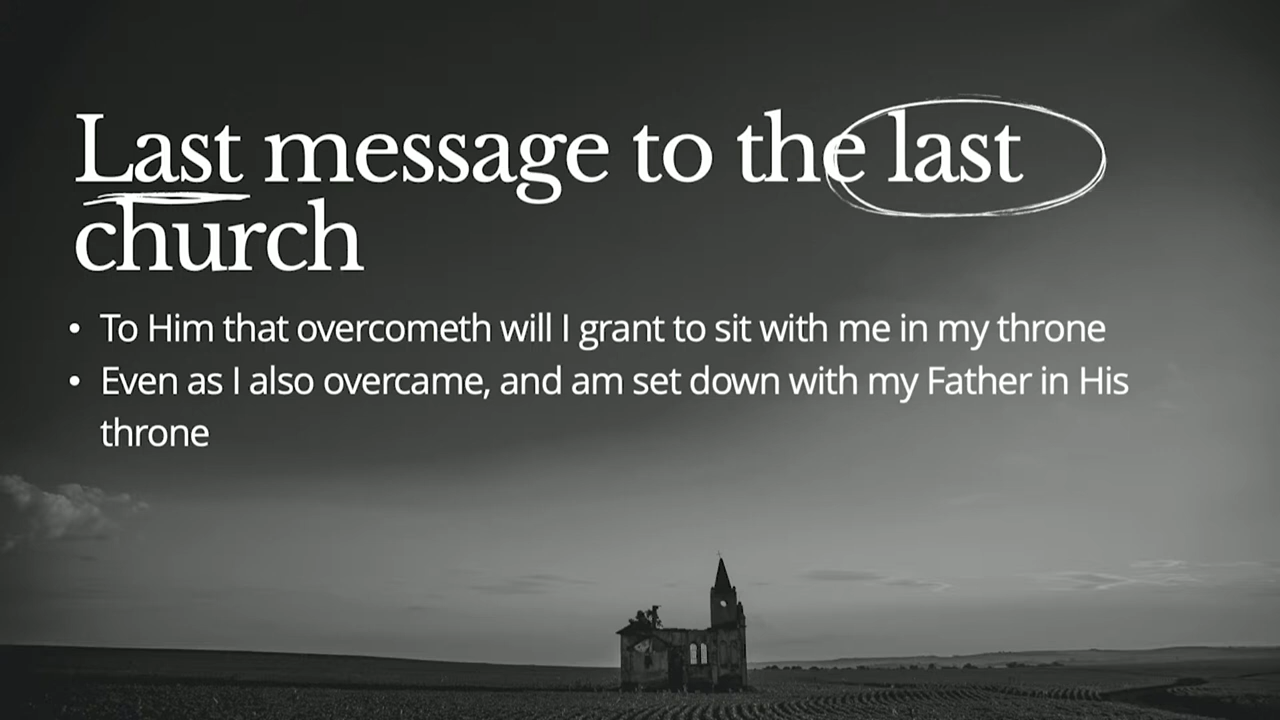 Last message to the last
church
• To Him that overcometh will I grant to sit with me in my throne
• Even as I also overcame, and am set down with my Father in His
throne